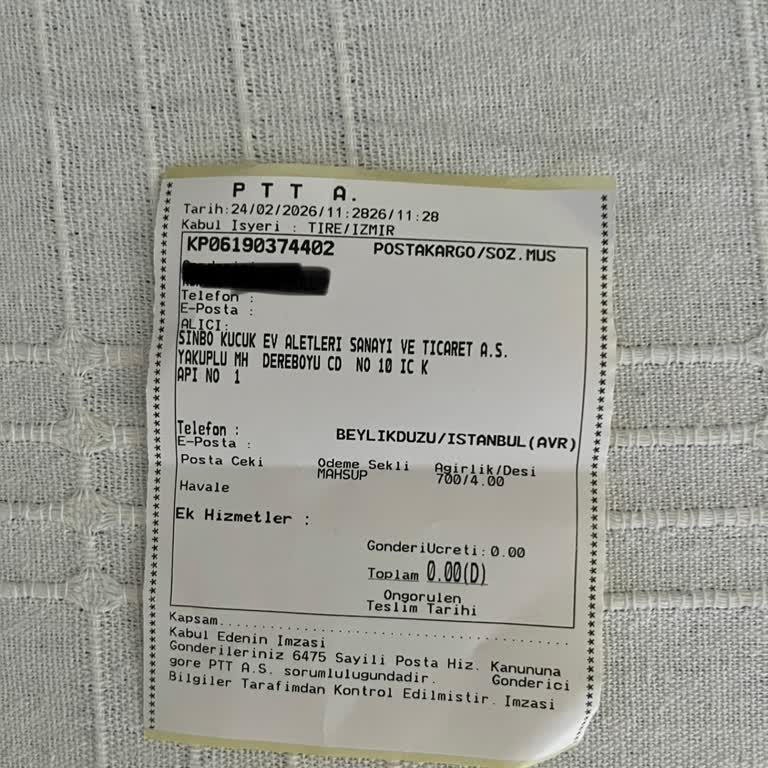 P T T A.
Tarih:24/02/2026/11:2826/11:28
Kabul Isyeri : TIRE/IZMIR
KP06190374402 POSTAKARGO/SOZ.MUS
Telefon :
E-Posta :
ALICI:
SINBO KUCUK EV ALETLERI SANAYI VE TICARET A.S.
YAKUPLU MH DEREBOYU CD NO 10 IC K
API NO 1
Telefon :
BEYLIKDUZU/ISTANBUL(AVR)
E-Posta :
Posta Ceki Odeme Sekli Agirlik/Desi
MAHSUP 700/4.00
Havale
Ek Hizmetler :
GonderiUcreti: 0.00
Toplam 0.00(D)
Ongorulen
Teslim Tarihi
Kapsam.......................................
Kabul Edenin Imzasi
Gonderileriniz 6475 Sayili Posta Hiz. Kanununa
gore PTT A.S. sorumlulugundadir. Gonderici
Bilgiler Tarafimdan Kontrol Edilmistir. Imzasi